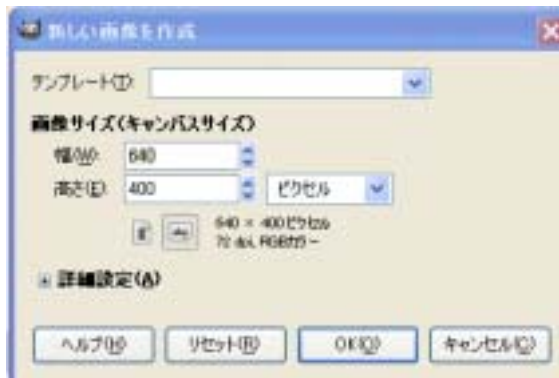 新しい画像を作成
テンプレート(T):
画像サイズ(キャンバスサイズ)
幅(W): 640
高さ(E): 400 ピクセル
640 × 400 ピクセル
72 dpi, RGBカラー
詳細設定(A)
ヘルプ(H) リセット(R) OK(O) キャンセル(C)